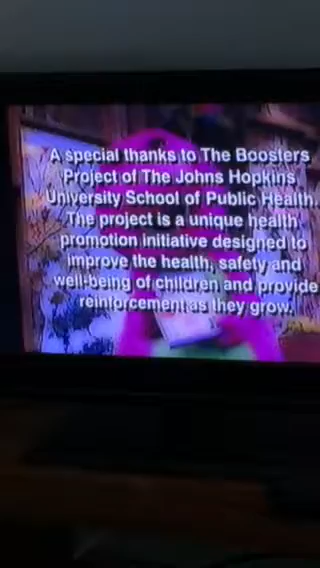 A special thanks to The Boosters
Project of The Johns Hopkins
University School of Public Health.
The project is a unique health
promotion initiative designed to
improve the health, safety and
well-being of children and provide
reinforcement as they grow.